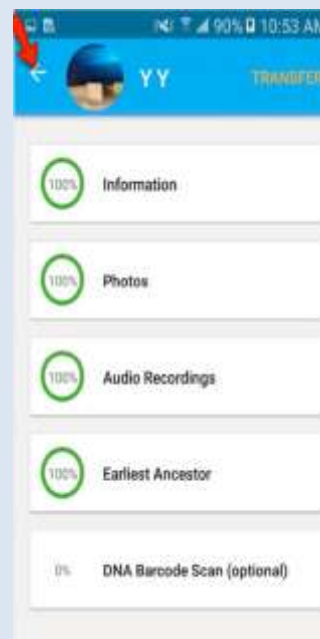 90% 10:53 AM
Y Y TRANSFER
100% Information
100% Photos
100% Audio Recordings
100% Earliest Ancestor
0% DNA Barcode Scan (optional)